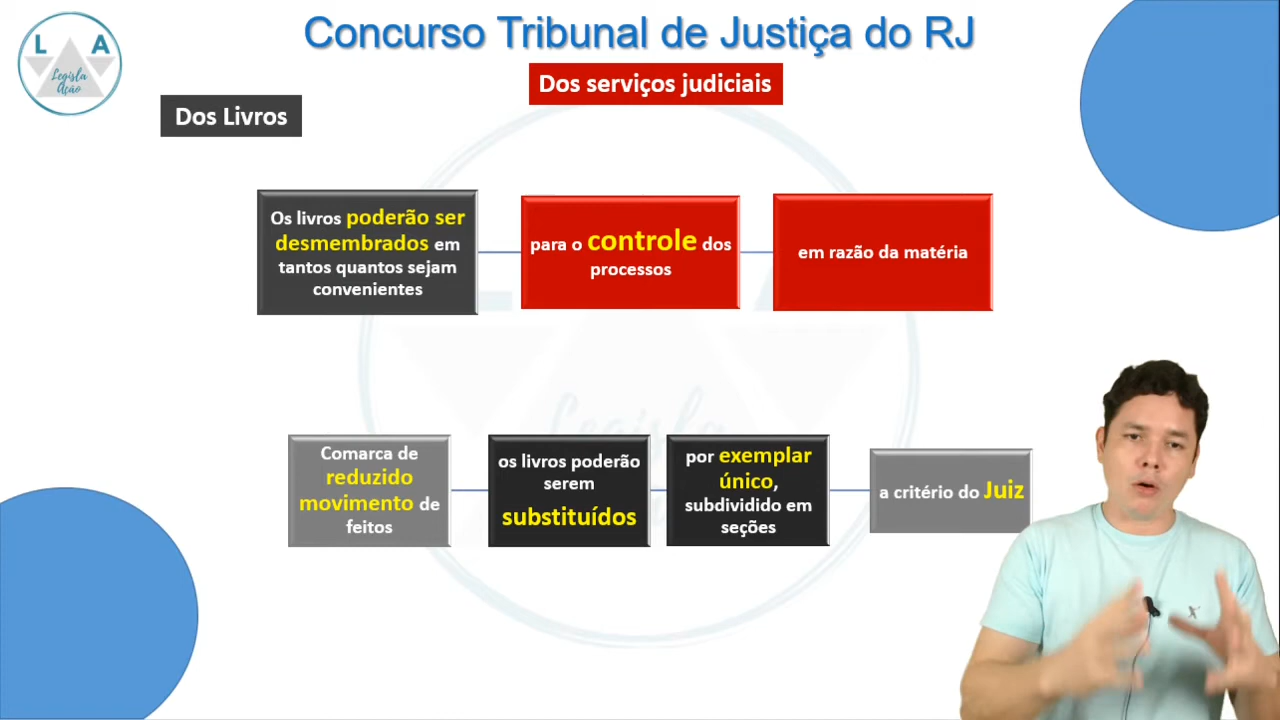 Concurso Tribunal de Justiça do RJ
L A
Legisla
Ação
Dos serviços judiciais
Dos Livros
Os livros poderão ser
desmembrados em
tantos quantos sejam
convenientes
para o controle dos
processos
em razão da matéria
Comarca de
reduzido
movimento de
feitos
os livros poderão
serem
substituídos
por exemplar
único,
subdividido em
seções
a critério do Juiz